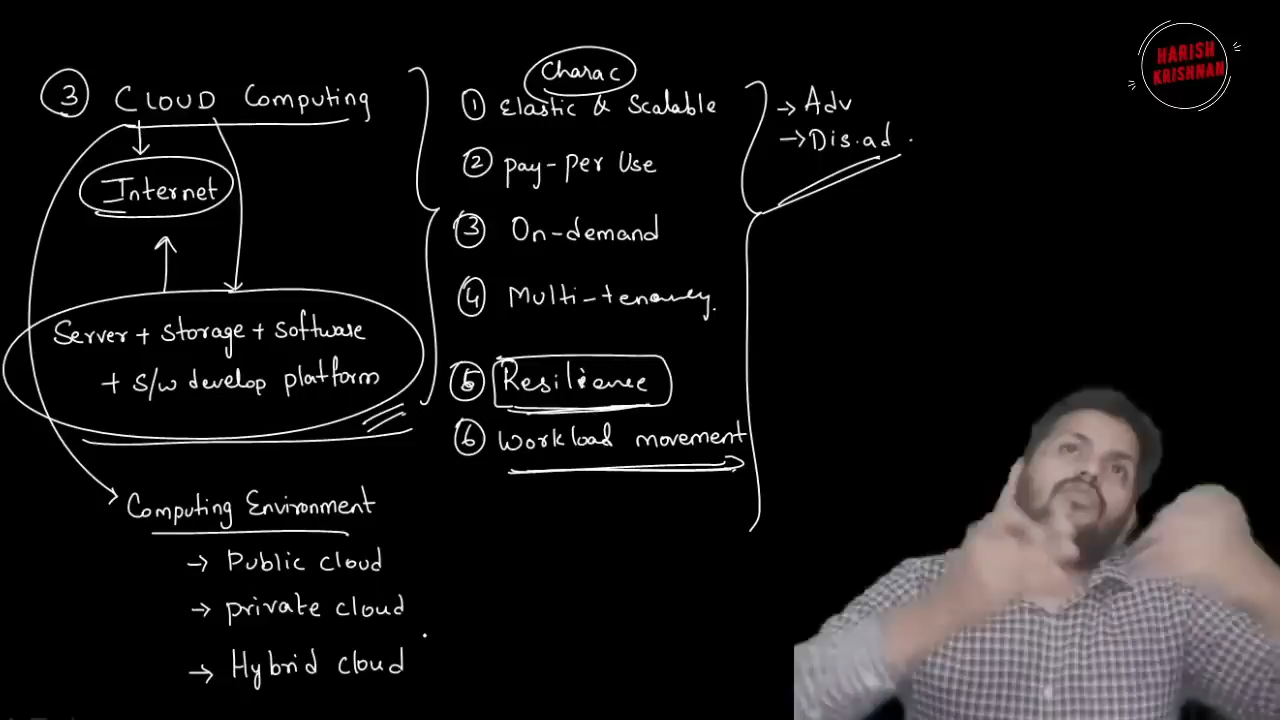 ③ CLOUD Computing
Internet
Server + Storage + Software
+ S/W develop platform
Computing Environment
→ Public cloud
→ private cloud
→ Hybrid cloud
Charac
① Elastic & Scalable
② pay-per Use
③ On-demand
④ Multi-tenancy.
⑤ Resilience
⑥ Workload movement
→ Adv
→ Dis.ad.
HARISH
KRISHNAN